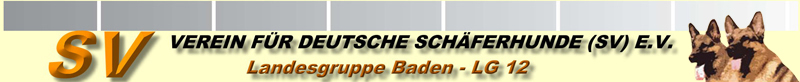 SV VEREIN FÜR DEUTSCHE SCHÄFERHUNDE (SV) E.V.
Landesgruppe Baden - LG 12